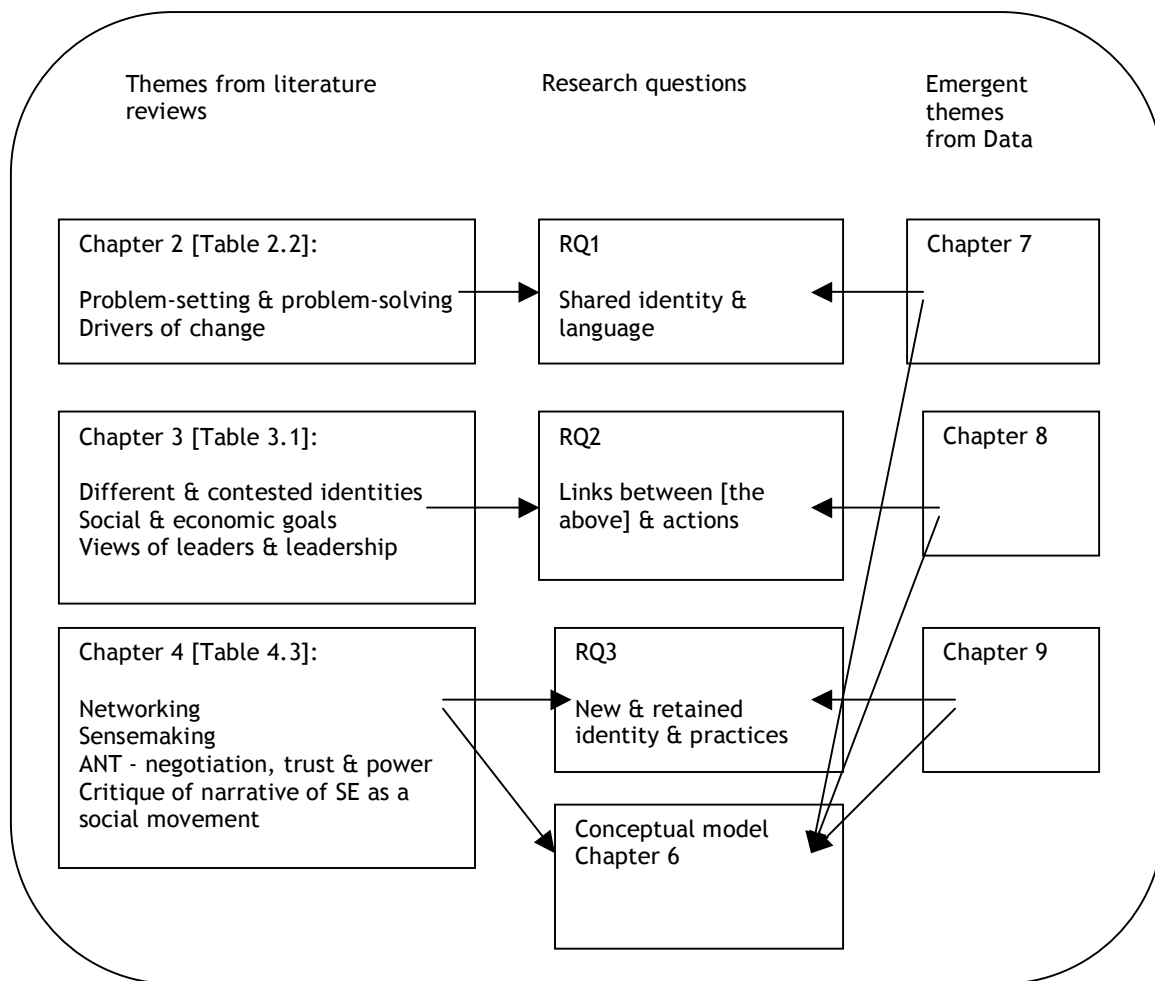 Themes from literature
reviews
Research questions
Emergent
themes
from Data
Chapter 2 [Table 2.2]:
Problem-setting & problem-solving
Drivers of change
RQ1
Shared identity &
language
Chapter 7
Chapter 3 [Table 3.1]:
Different & contested identities
Social & economic goals
Views of leaders & leadership
RQ2
Links between [the
above] & actions
Chapter 8
Chapter 4 [Table 4.3]:
Networking
Sensemaking
ANT - negotiation, trust & power
Critique of narrative of SE as a
social movement
RQ3
New & retained
identity & practices
Chapter 9
Conceptual model
Chapter 6